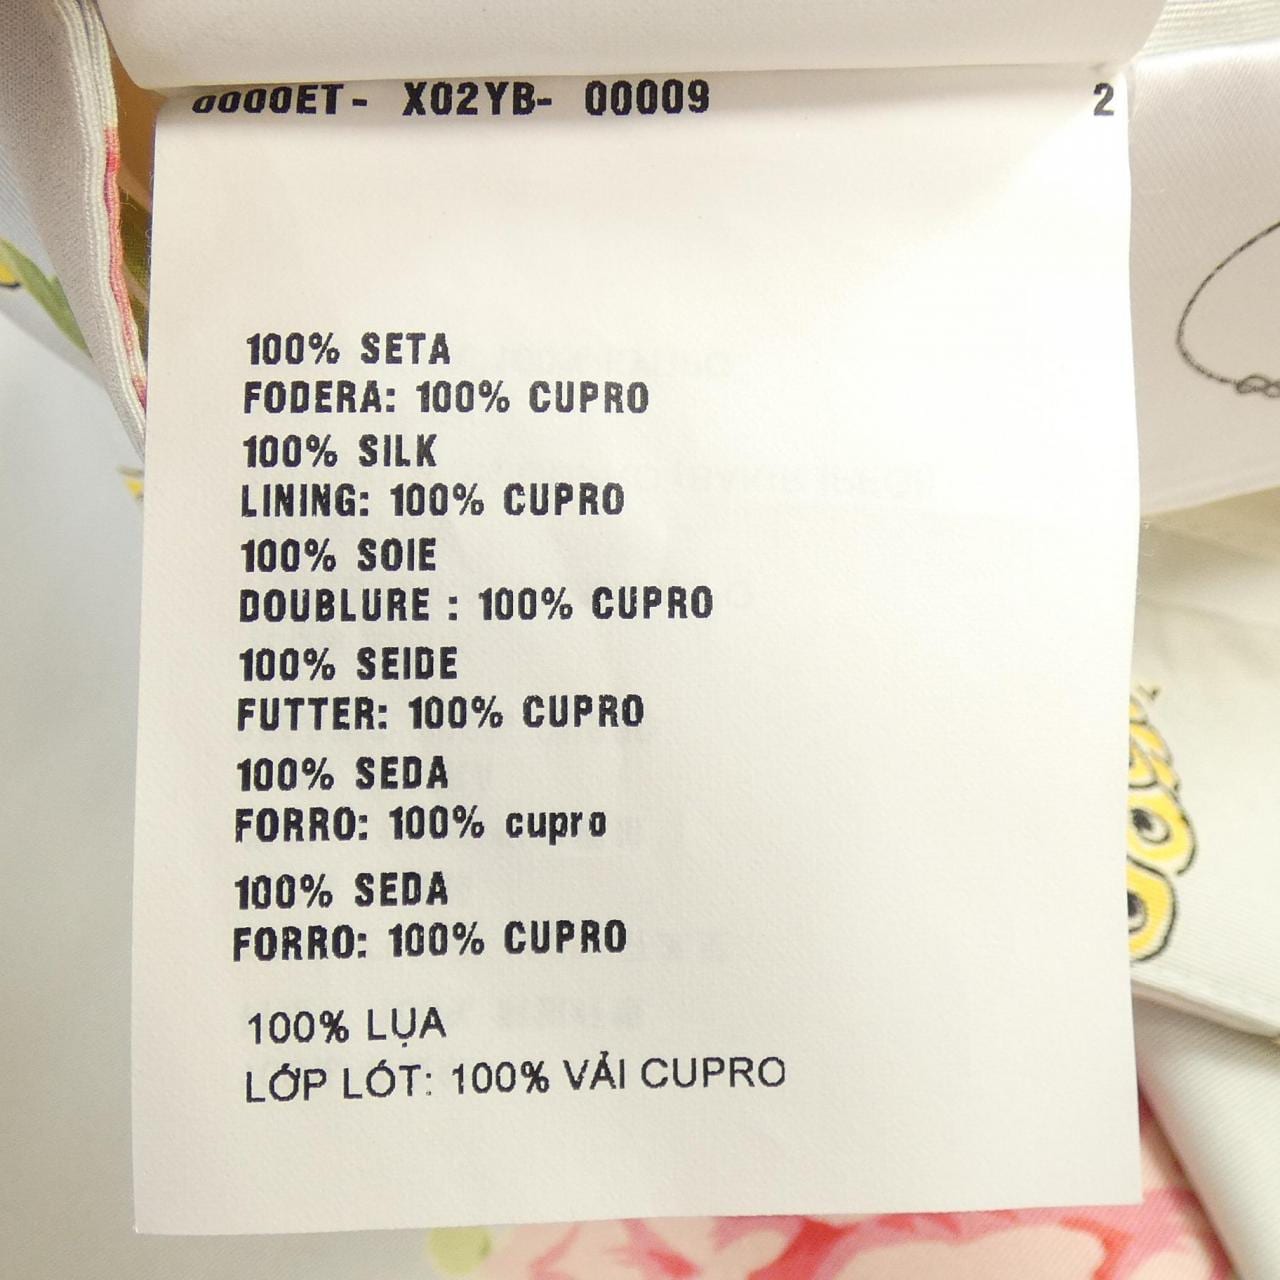 0000ET- X02YB- 00009 2
100% SETA
FODERA: 100% CUPRO
100% SILK
LINING: 100% CUPRO
100% SOIE
DOUBLURE : 100% CUPRO
100% SEIDE
FUTTER: 100% CUPRO
100% SEDA
FORRO: 100% cupro
100% SEDA
FORRO: 100% CUPRO
100% LỤA
LỚP LÓT: 100% VẢI CUPRO